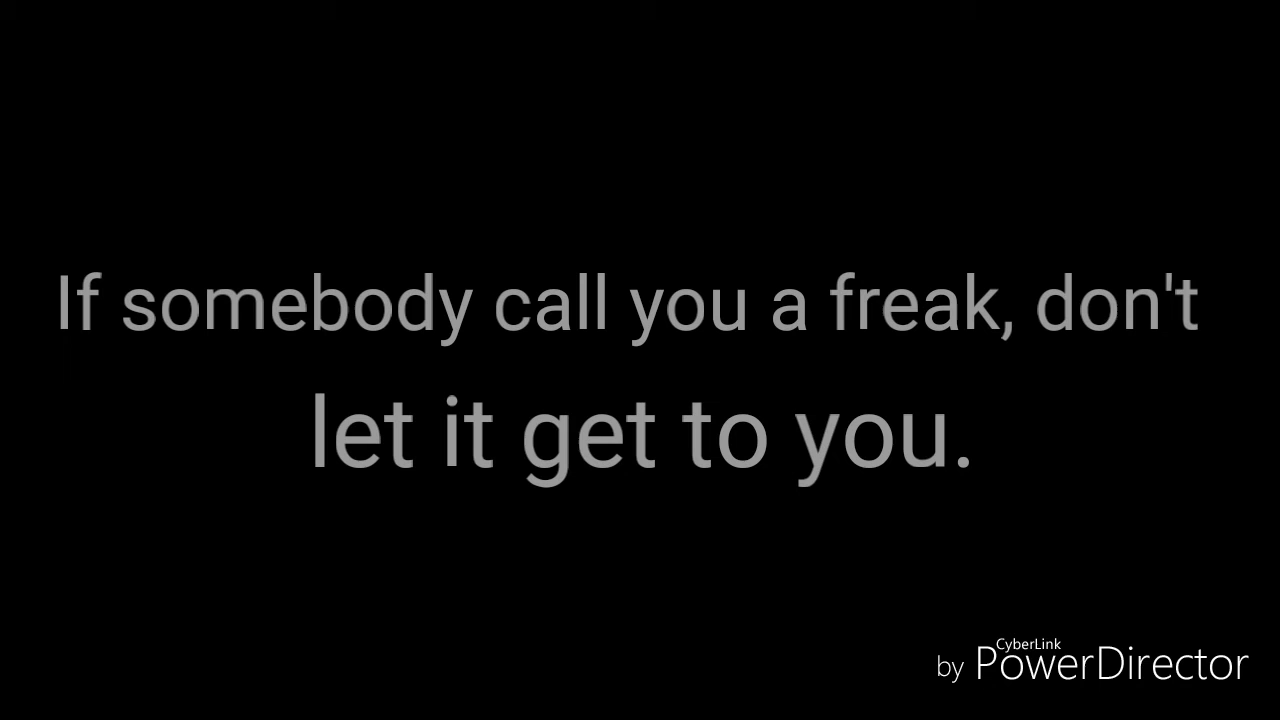 If somebody call you a freak, don't
let it get to you.
CyberLink
by PowerDirector